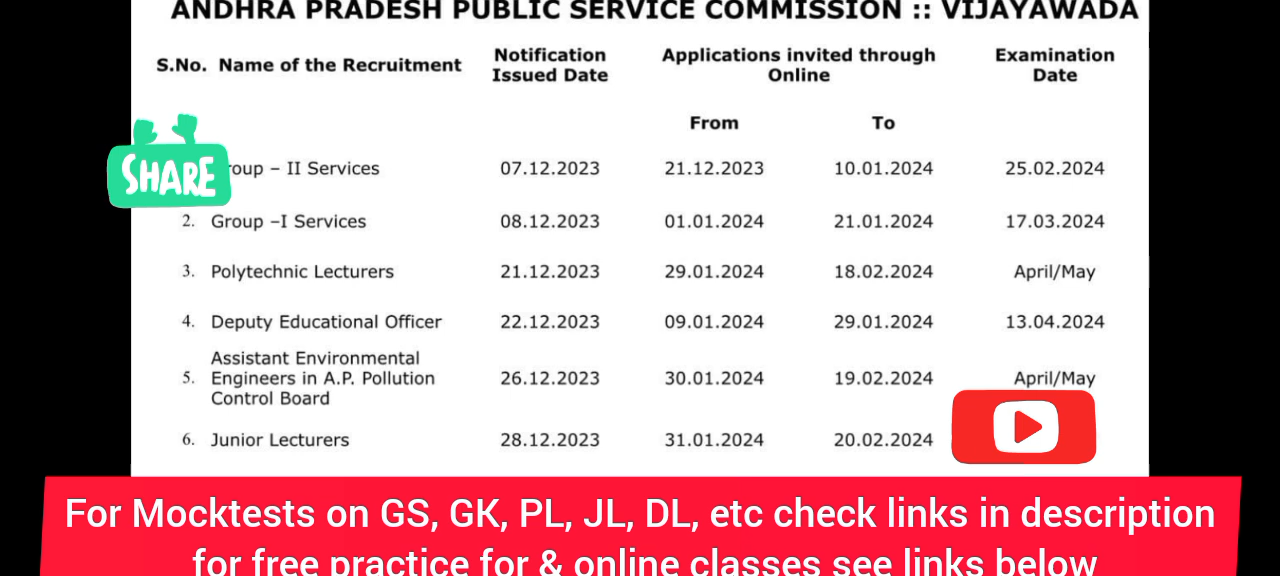 ANDHRA PRADESH PUBLIC SERVICE COMMISSION :: VIJAYAWADA
S.No. Name of the Recruitment Notification Issued Date Applications invited through Online Examination Date
From To
SHARE
roup – II Services 07.12.2023 21.12.2023 10.01.2024 25.02.2024
2. Group –I Services 08.12.2023 01.01.2024 21.01.2024 17.03.2024
3. Polytechnic Lecturers 21.12.2023 29.01.2024 18.02.2024 April/May
4. Deputy Educational Officer 22.12.2023 09.01.2024 29.01.2024 13.04.2024
Assistant Environmental
5. Engineers in A.P. Pollution 26.12.2023 30.01.2024 19.02.2024 April/May
Control Board
6. Junior Lecturers 28.12.2023 31.01.2024 20.02.2024
For Mocktests on GS, GK, PL, JL, DL, etc check links in description
for free practice for & online classes see links below